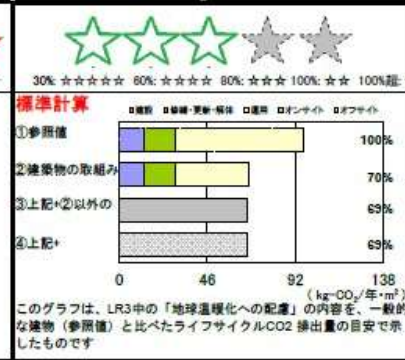 30%: ☆☆☆☆☆ 60%: ☆☆☆☆ 80%: ☆☆☆ 100%: ☆☆ 100%超:
標準計算
建設 修繕・更新・解体 運用 オンサイト オフサイト
①参照値 100%
②建築物の取組み 70%
③上記+②以外の 69%
④上記+ 69%
0 46 92 138
( kg-CO₂/年・㎡ )
このグラフは、LR3中の「地球温暖化への配慮」の内容を、一般的
な建物（参照値）と比べたライフサイクルCO2 排出量の目安で示
したものです